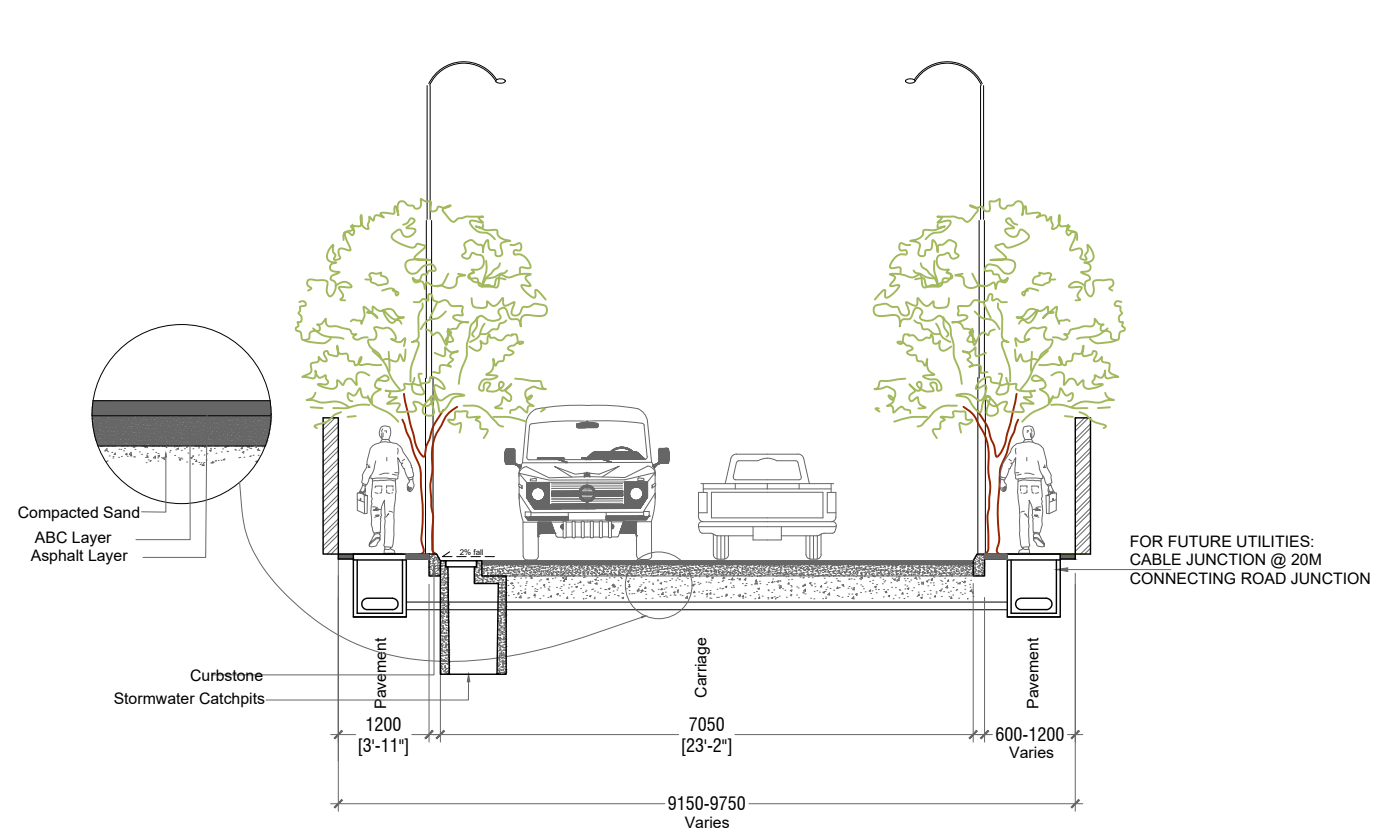 2% fall
Compacted Sand
ABC Layer
Asphalt Layer
FOR FUTURE UTILITIES:
CABLE JUNCTION @ 20M
CONNECTING ROAD JUNCTION
Curbstone
Stormwater Catchpits
Pavement
Carriage
Pavement
1200
[3'-11"]
7050
[23'-2"]
600-1200
Varies
9150-9750
Varies